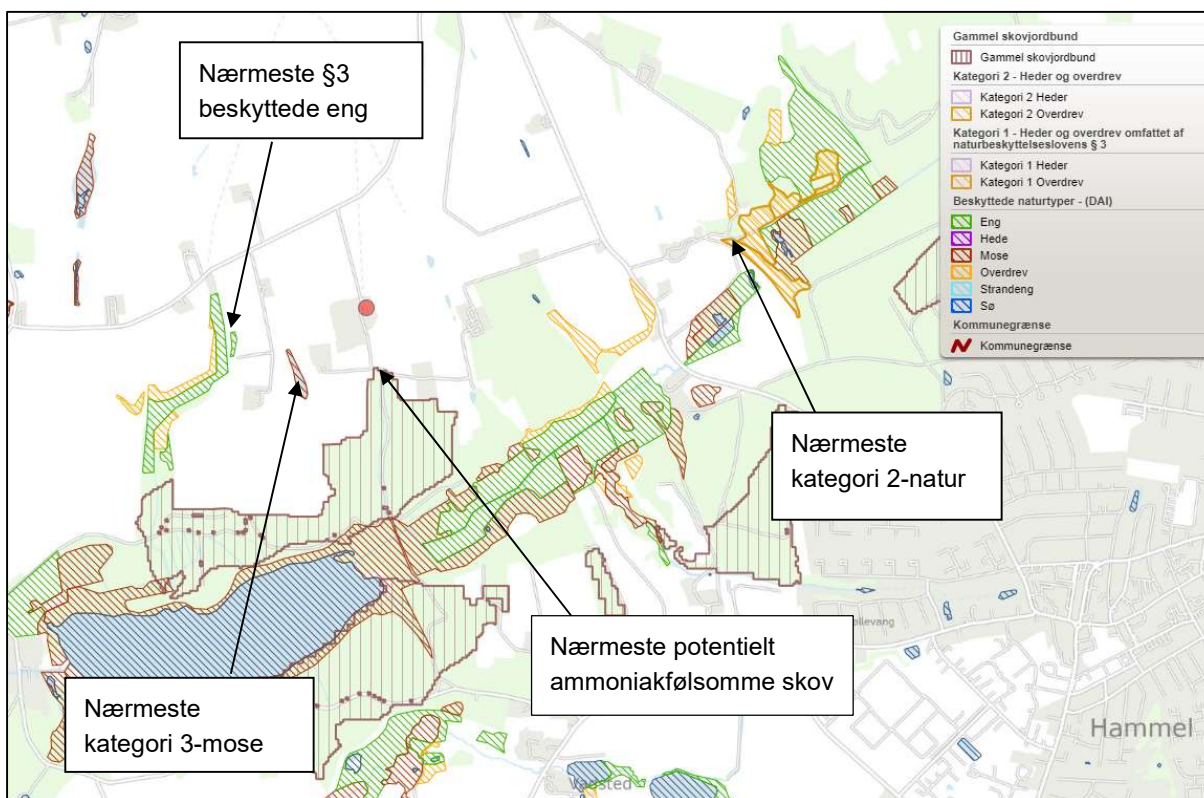 Nærmeste §3
beskyttede eng
Gammel skovjordbund
Gammel skovjordbund
Kategori 2 - Heder og overdrev
Kategori 2 Heder
Kategori 2 Overdrev
Kategori 1 - Heder og overdrev omfattet af
naturbeskyttelseslovens § 3
Kategori 1 Heder
Kategori 1 Overdrev
Beskyttede naturtyper - (DAI)
Eng
Hede
Mose
Overdrev
Strandeng
Sø
Kommunegrænse
Kommunegrænse
Nærmeste
kategori 2-natur
Nærmeste potentielt
ammoniakfølsomme skov
Nærmeste
kategori 3-mose
Hammel